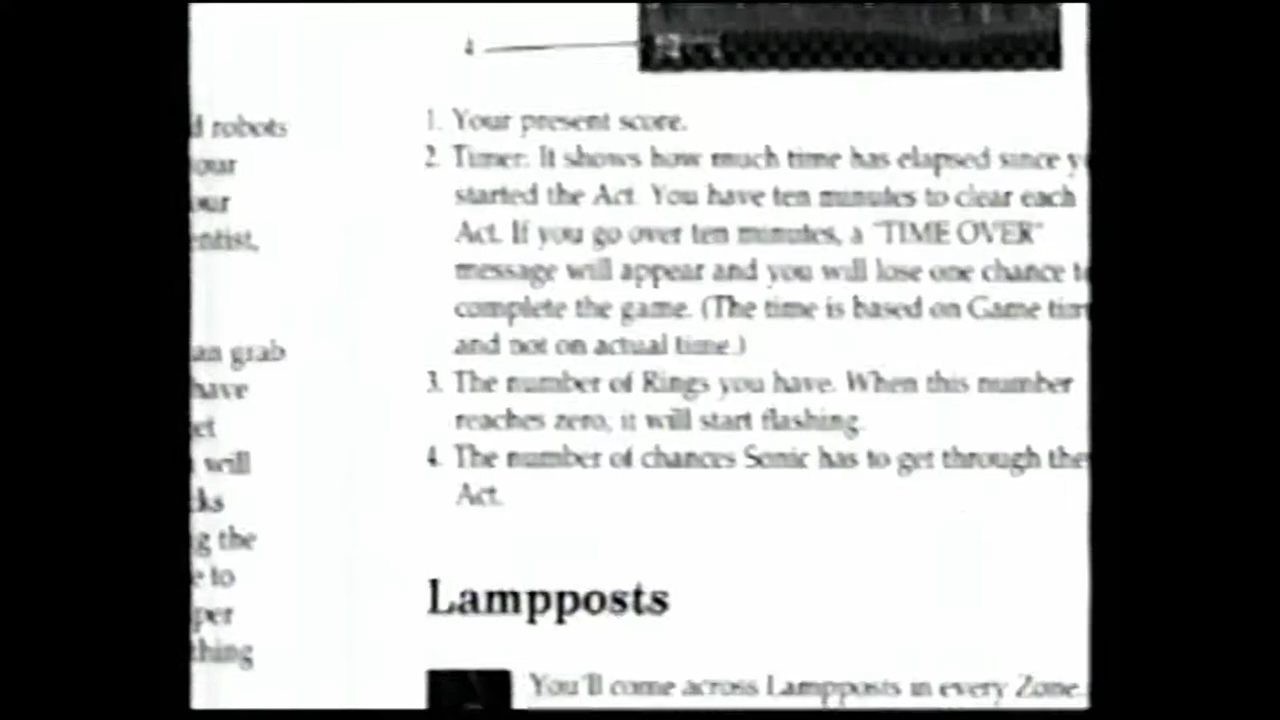 4
d robots
our
our
entist,
an grab
have
et
will
ks
g the
e to
per
thing
1. Your present score.
2. Timer. It shows how much time has elapsed since y
started the Act. You have ten minutes to clear each
Act. If you go over ten minutes, a "TIME OVER"
message will appear and you will lose one chance t
complete the game. (The time is based on Game tim
and not on actual time.)
3. The number of Rings you have. When this number
reaches zero, it will start flashing.
4. The number of chances Sonic has to get through the
Act.
Lampposts
You'll come across Lampposts in every Zone.